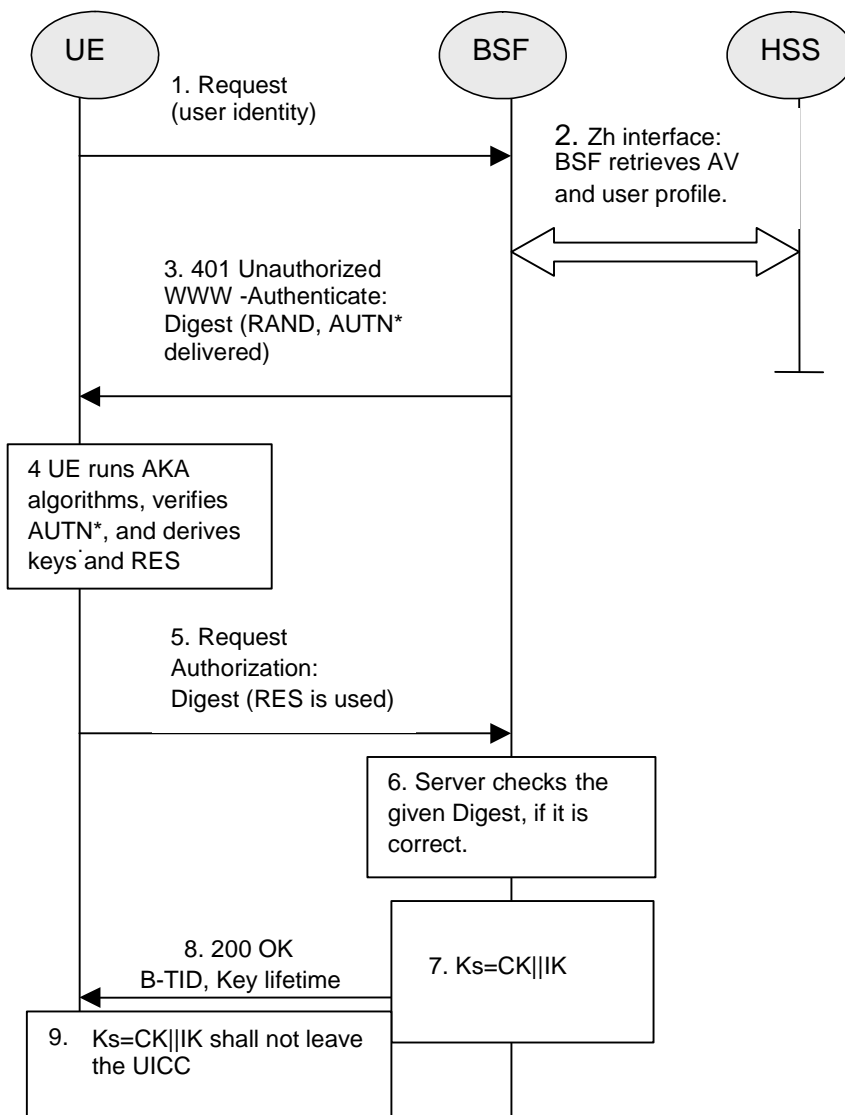 UE
BSF
HSS
1. Request
(user identity)
2. Zh interface:
BSF retrieves AV
and user profile.
3. 401 Unauthorized
WWW -Authenticate:
Digest (RAND, AUTN*
delivered)
4 UE runs AKA
algorithms, verifies
AUTN*, and derives
keys and RES
5. Request
Authorization:
Digest (RES is used)
6. Server checks the
given Digest, if it is
correct.
7. Ks=CK||IK
8. 200 OK
B-TID, Key lifetime
9. Ks=CK||IK shall not leave
the UICC